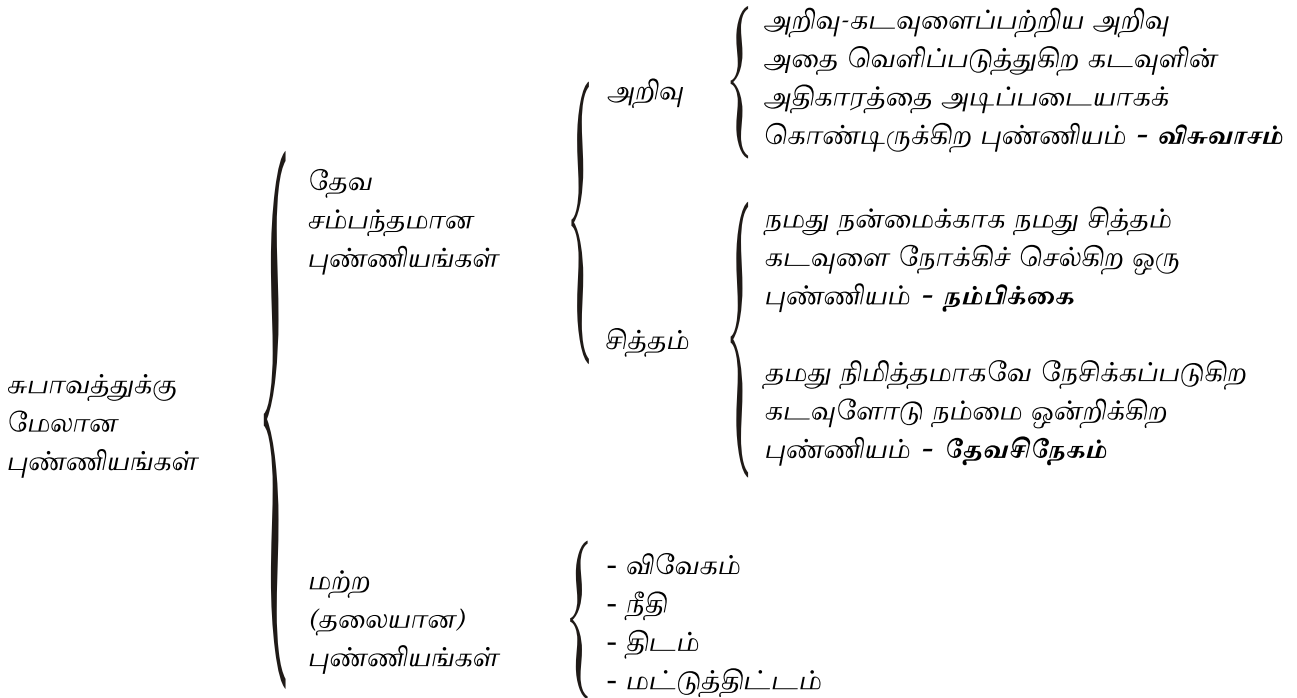 சுபாவத்துக்கு
மேலான
புண்ணியங்கள்
தேவ
சம்பந்தமான
புண்ணியங்கள்
அறிவு
அறிவு-கடவுளைப்பற்றிய அறிவு
அதை வெளிப்படுத்துகிற கடவுளின்
அதிகாரத்தை அடிப்படையாகக்
கொண்டிருக்கிற புண்ணியம் - விசுவாசம்
சித்தம்
நமது நன்மைக்காக நமது சித்தம்
கடவுளை நோக்கிச் செல்கிற ஒரு
புண்ணியம் - நம்பிக்கை
தமது நிமித்தமாகவே நேசிக்கப்படுகிற
கடவுளோடு நம்மை ஒன்றிக்கிற
புண்ணியம் - தேவசிநேகம்
மற்ற
(தலையான)
புண்ணியங்கள்
- விவேகம்
- நீதி
- திடம்
- மட்டுத்திட்டம்